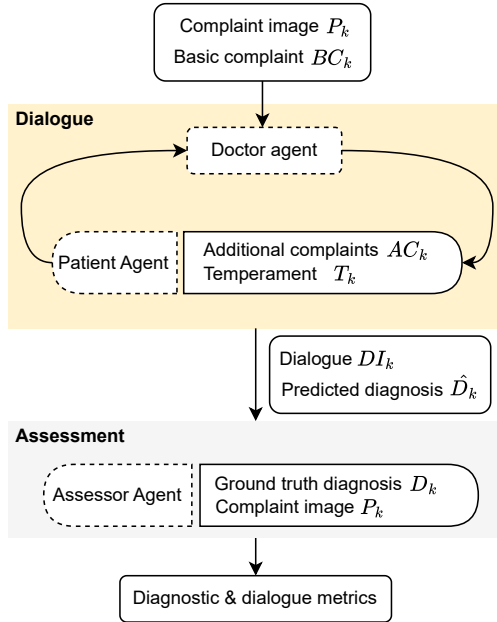 Complaint image P_k
Basic complaint BC_k
Dialogue
Doctor agent
Patient Agent
Additional complaints AC_k
Temperament T_k
Dialogue DI_k
Predicted diagnosis D̂_k
Assessment
Assessor Agent
Ground truth diagnosis D_k
Complaint image P_k
Diagnostic & dialogue metrics